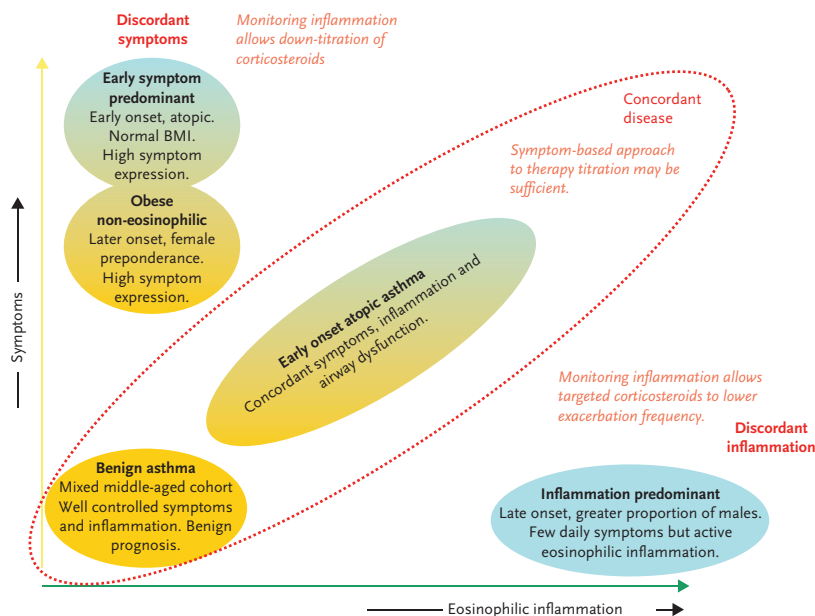 Discordant
symptoms
Monitoring inflammation
allows down-titration of
corticosteroids
Early symptom
predominant
Early onset, atopic.
Normal BMI.
High symptom
expression.
Concordant
disease
Symptom-based approach
to therapy titration may be
sufficient.
Obese
non-eosinophilic
Later onset, female
preponderance.
High symptom
expression.
Early onset atopic asthma
Concordant symptoms, inflammation and
airway dysfunction.
Symptoms
Monitoring inflammation allows
targeted corticosteroids to lower
exacerbation frequency.
Discordant
inflammation
Benign asthma
Mixed middle-aged cohort
Well controlled symptoms
and inflammation. Benign
prognosis.
Inflammation predominant
Late onset, greater proportion of males.
Few daily symptoms but active
eosinophilic inflammation.
Eosinophilic inflammation